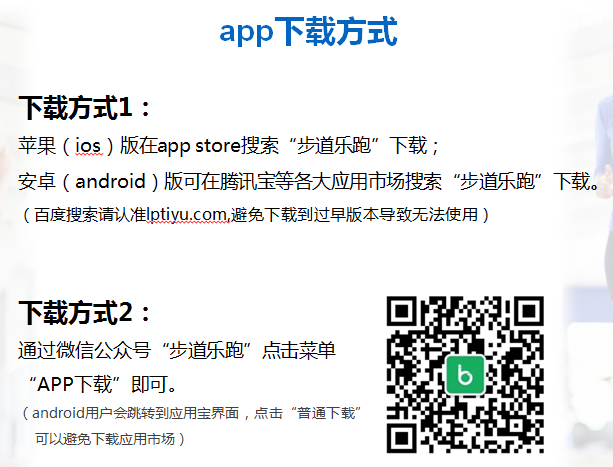 app下载方式
下载方式1：
苹果（ios）版在app store搜索“步道乐跑”下载；
安卓（android）版可在腾讯宝等各大应用市场搜索“步道乐跑”下载。
（百度搜索请认准lptiyu.com,避免下载到过早版本导致无法使用）
下载方式2：
通过微信公众号“步道乐跑”点击菜单
“APP下载”即可。
（android用户会跳转到应用宝界面，点击“普通下载”
可以避免下载应用市场）
b